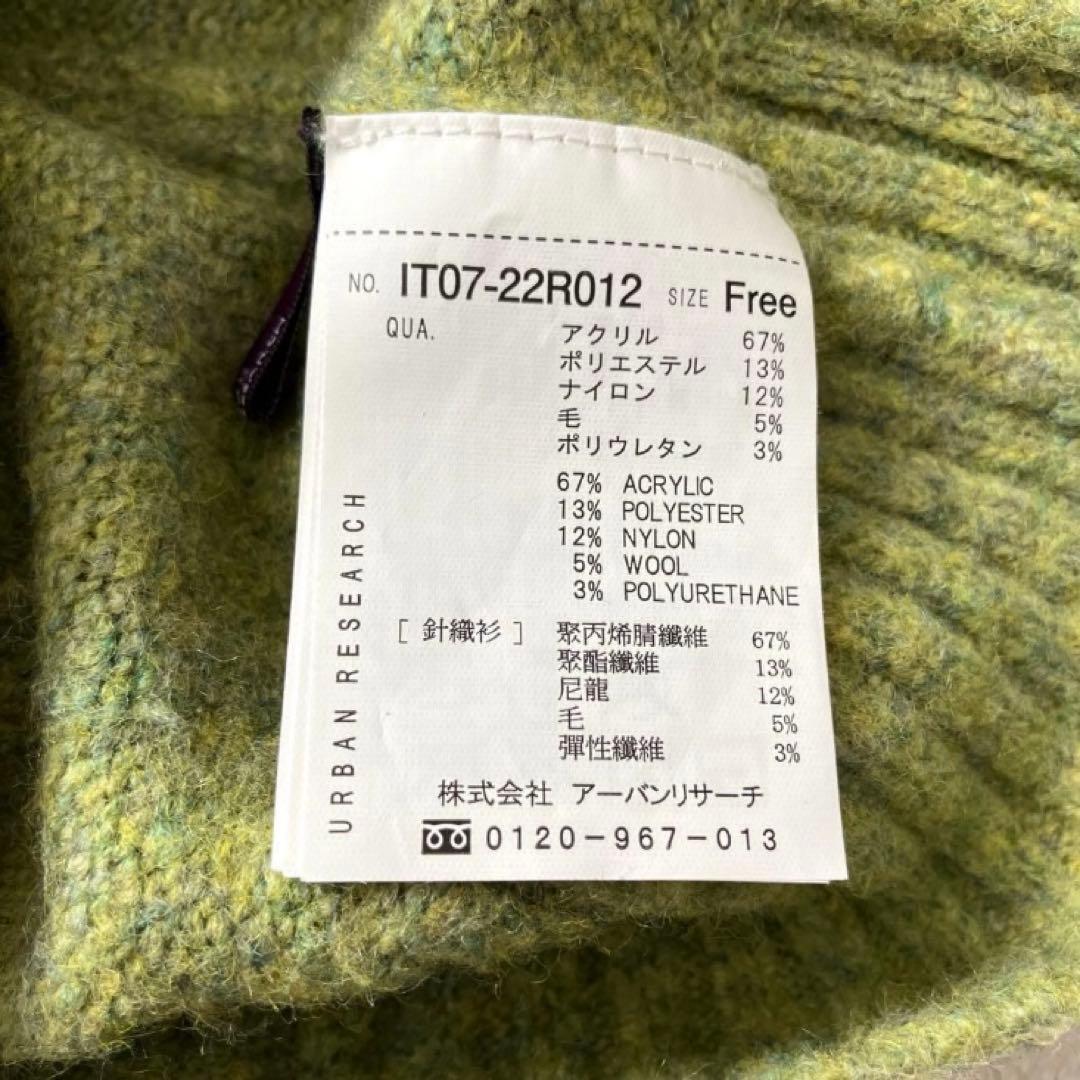 NO. IT07-22R012 SIZE Free
QUA.
アクリル 67%
ポリエステル 13%
ナイロン 12%
毛 5%
ポリウレタン 3%
67% ACRYLIC
13% POLYESTER
12% NYLON
5% WOOL
3% POLYURETHANE
[ 針織衫 ] 聚丙烯腈纖維 67%
聚酯纖維 13%
尼龍 12%
毛 5%
彈性纖維 3%
URBAN RESEARCH
株式会社 アーバンリサーチ
0120-967-013